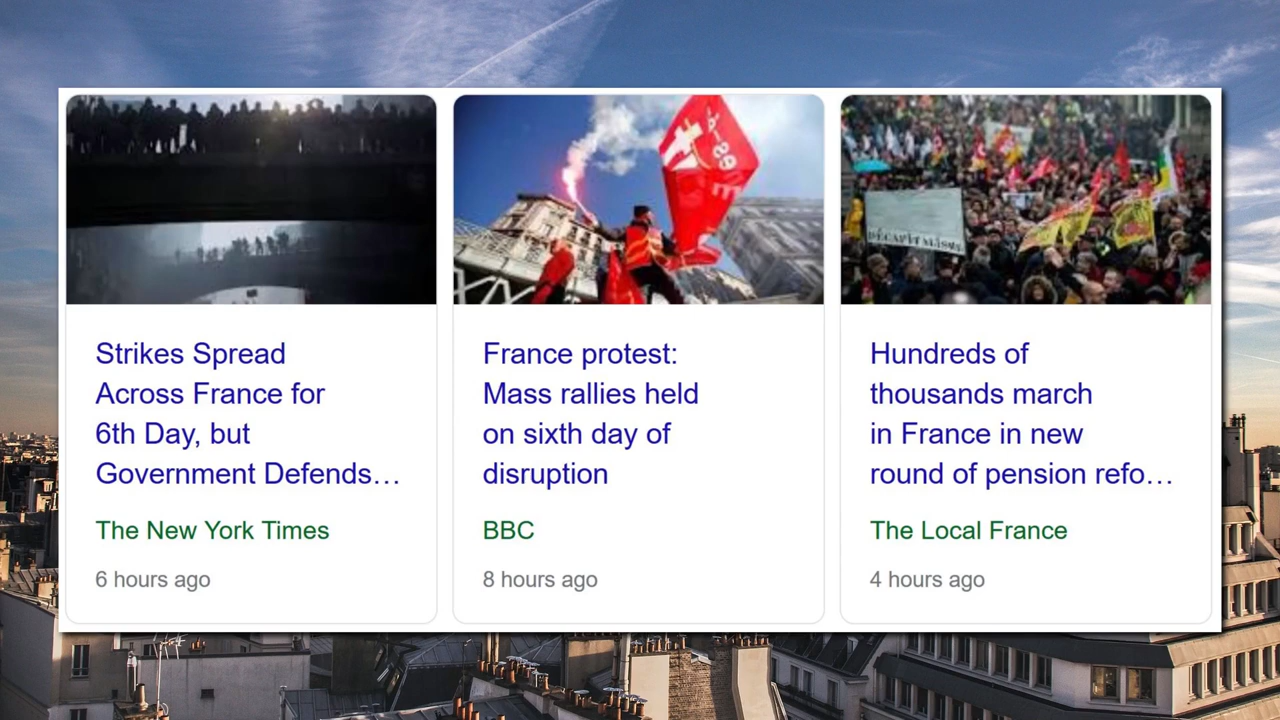 Strikes Spread
Across France for
6th Day, but
Government Defends…
The New York Times
6 hours ago
France protest:
Mass rallies held
on sixth day of
disruption
BBC
8 hours ago
DÉCAPITALISME
Hundreds of
thousands march
in France in new
round of pension refo…
The Local France
4 hours ago